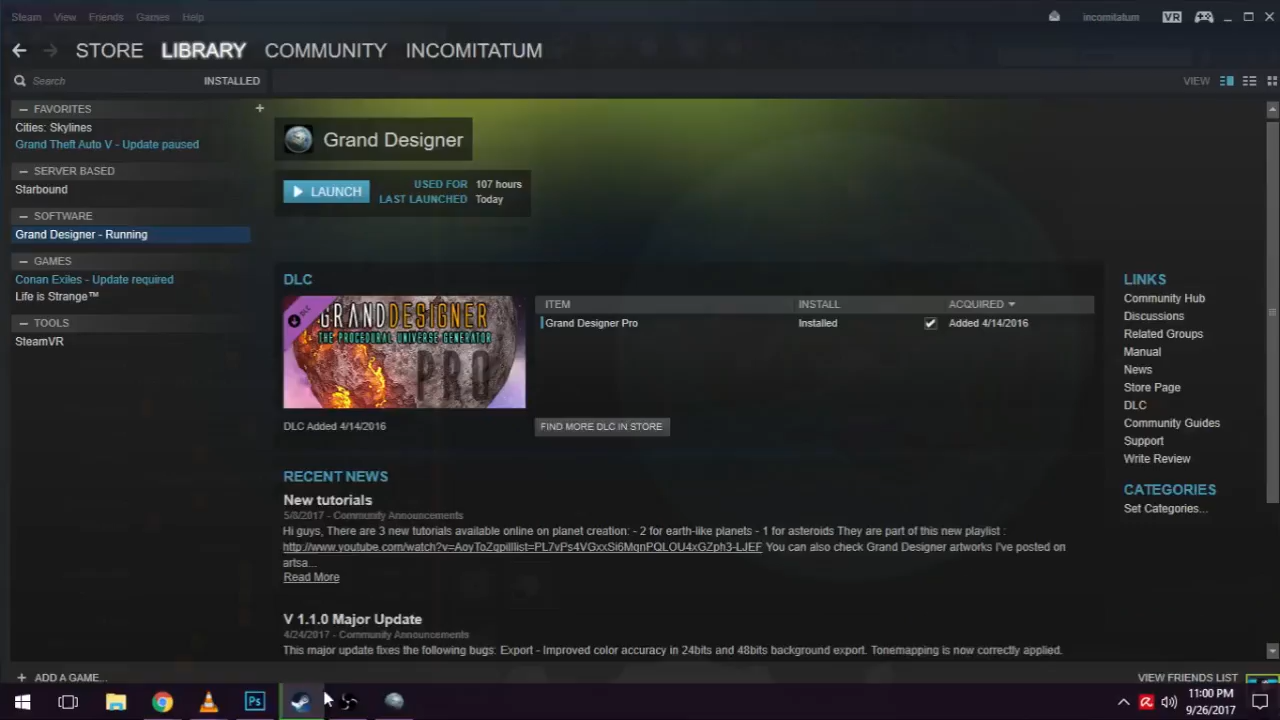 Steam View Friends Games Help
incomitatum VR
STORE LIBRARY COMMUNITY INCOMITATUM
Search INSTALLED
VIEW
— FAVORITES
Cities: Skylines
Grand Theft Auto V - Update paused
— SERVER BASED
Starbound
— SOFTWARE
Grand Designer - Running
— GAMES
Conan Exiles - Update required
Life is Strange™
— TOOLS
SteamVR
+ ADD A GAME...
Grand Designer
LAUNCH
USED FOR 107 hours
LAST LAUNCHED Today
DLC
GRANDDESIGNER
THE PROCEDURAL UNIVERSE GENERATOR
PRO
DLC
DLC Added 4/14/2016
ITEM INSTALL ACQUIRED
Grand Designer Pro Installed Added 4/14/2016
FIND MORE DLC IN STORE
RECENT NEWS
New tutorials
5/8/2017 - Community Announcements
Hi guys, There are 3 new tutorials available online on planet creation: - 2 for earth-like planets - 1 for asteroids They are part of this new playlist :
You can also check Grand Designer artworks I've posted on
artsa...
Read More
V 1.1.0 Major Update
4/24/2017 - Community Announcements
This major update fixes the following bugs: Export - Improved color accuracy in 24bits and 48bits background export. Tonemapping is now correctly applied.
LINKS
Community Hub
Discussions
Related Groups
Manual
News
Store Page
DLC
Community Guides
Support
Write Review
CATEGORIES
Set Categories...
VIEW FRIENDS LIST
Ps
11:00 PM
9/26/2017